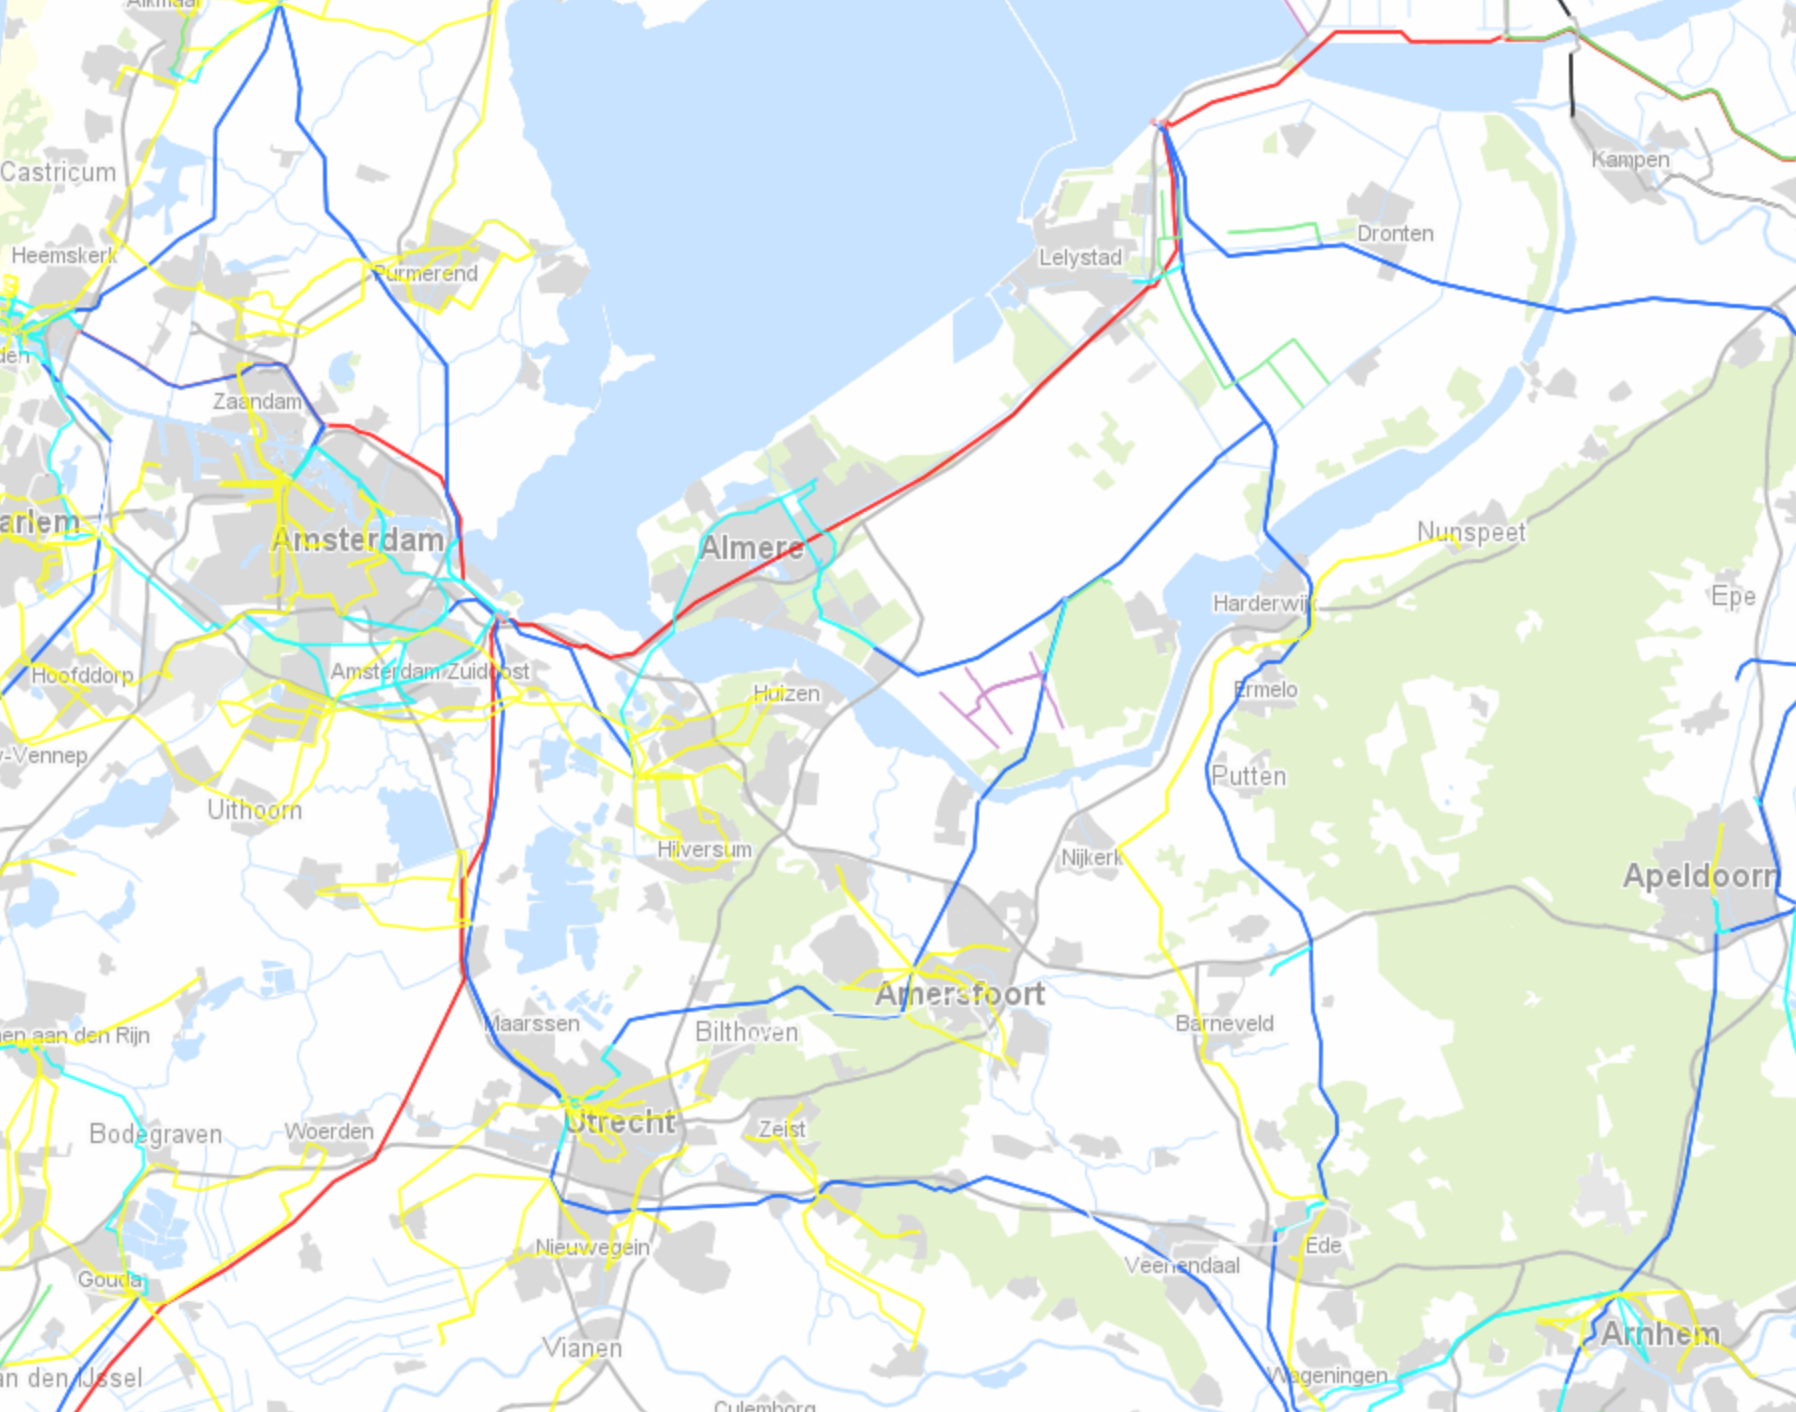 Alkmaar
Castricum
Kampen
Heemskerk
Purmerend
Lelystad
Dronten
den
Zaandam
arlem
Amsterdam
Almere
Nunspeet
Harderwijk
Epe
Hoofddorp
Amsterdam Zuidoost
Huizen
Ermelo
w-Vennep
Putten
Uithoorn
Hilversum
Nijkerk
Apeldoorn
Amersfoort
Maarssen
Bilthoven
Barneveld
hen aan den Rijn
Utrecht
Bodegraven
Woerden
Zeist
Nieuwegein
Ede
Veenendaal
Gouda
Arnhem
Vianen
an den IJssel
Wageningen
Culemborg